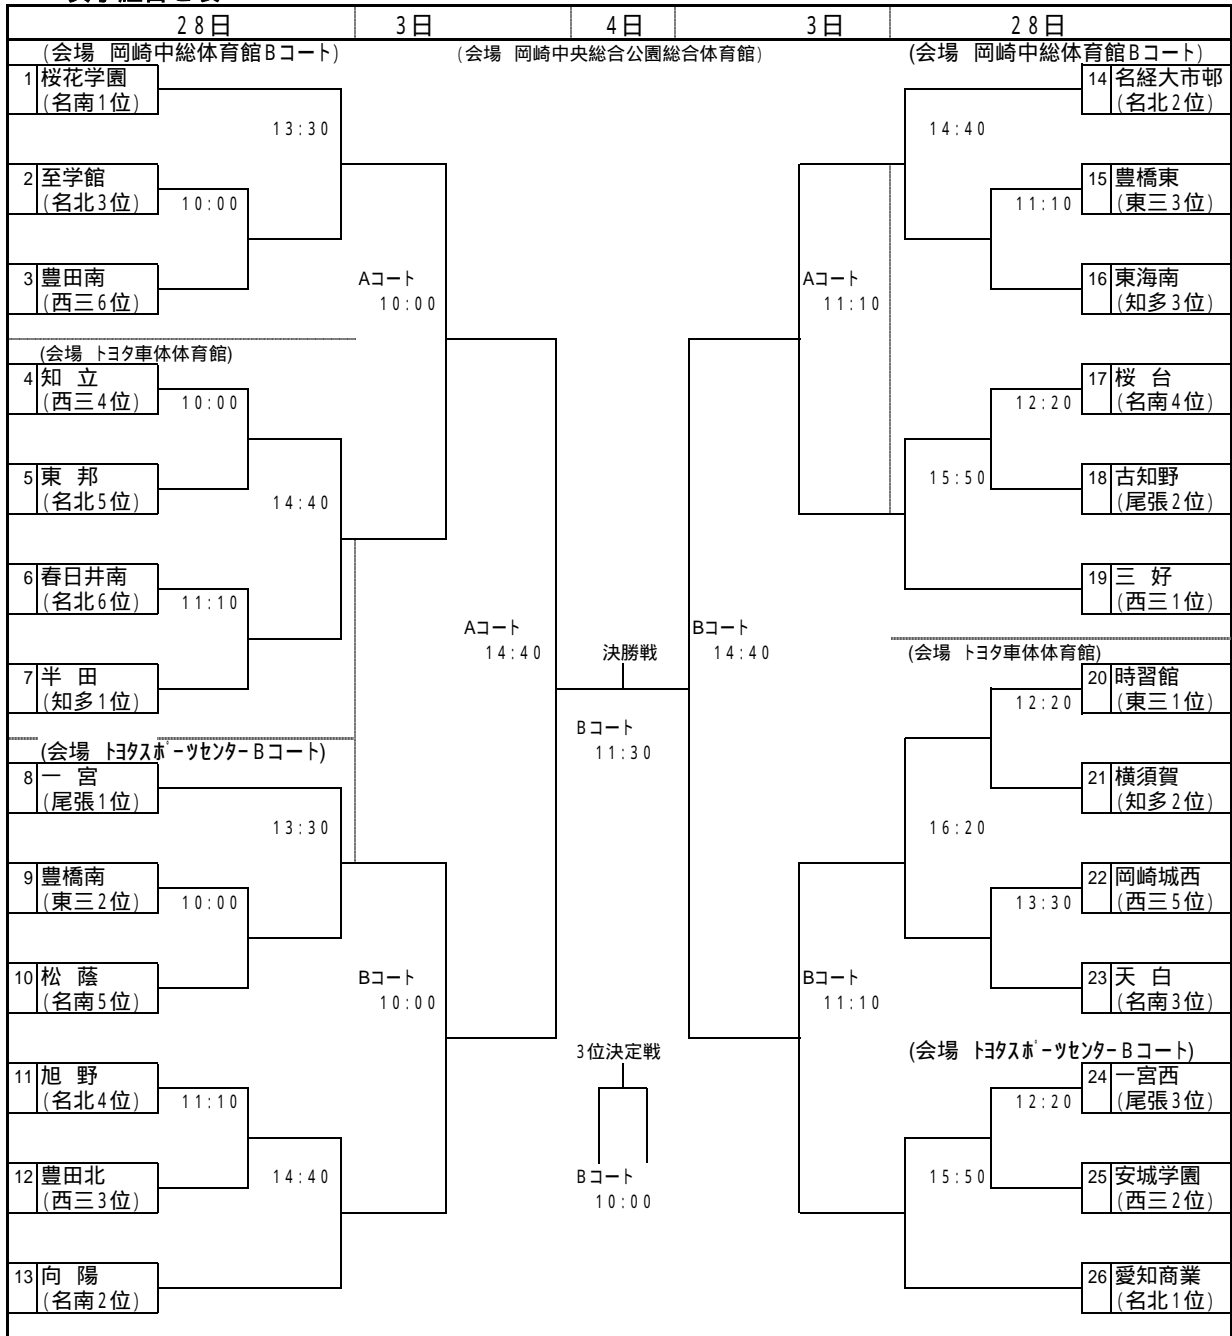 28日 3日 4日 3日 28日
(会場 岡崎中総体育館Bコート) (会場 岡崎中央総合公園総合体育館) (会場 岡崎中総体育館Bコート)
1 桜花学園
(名南1位)
13:30
2 至学館
(名北3位)
10:00
3 豊田南
(西三6位)
Aコート
10:00
(会場 トヨタ車体体育館)
4 知 立
(西三4位)
10:00
5 東 邦
(名北5位)
14:40
6 春日井南
(名北6位)
11:10
7 半 田
(知多1位)
(会場 トヨタスポーツセンターBコート)
8 一 宮
(尾張1位)
13:30
9 豊橋南
(東三2位)
10:00
10 松 蔭
(名南5位)
Bコート
10:00
11 旭 野
(名北4位)
11:10
12 豊田北
(西三3位)
14:40
13 向 陽
(名南2位)
Aコート
14:40
決勝戦
Bコート
11:30
3位決定戦
Bコート
10:00
Bコート
14:40
14 名経大市邨
(名北2位)
14:40
15 豊橋東
(東三3位)
11:10
16 東海南
(知多3位)
Aコート
11:10
17 桜 台
(名南4位)
12:20
18 古知野
(尾張2位)
15:50
19 三 好
(西三1位)
(会場 トヨタ車体体育館)
20 時習館
(東三1位)
12:20
21 横須賀
(知多2位)
16:20
22 岡崎城西
(西三5位)
13:30
23 天 白
(名南3位)
Bコート
11:10
(会場 トヨタスポーツセンターBコート)
24 一宮西
(尾張3位)
12:20
25 安城学園
(西三2位)
15:50
26 愛知商業
(名北1位)